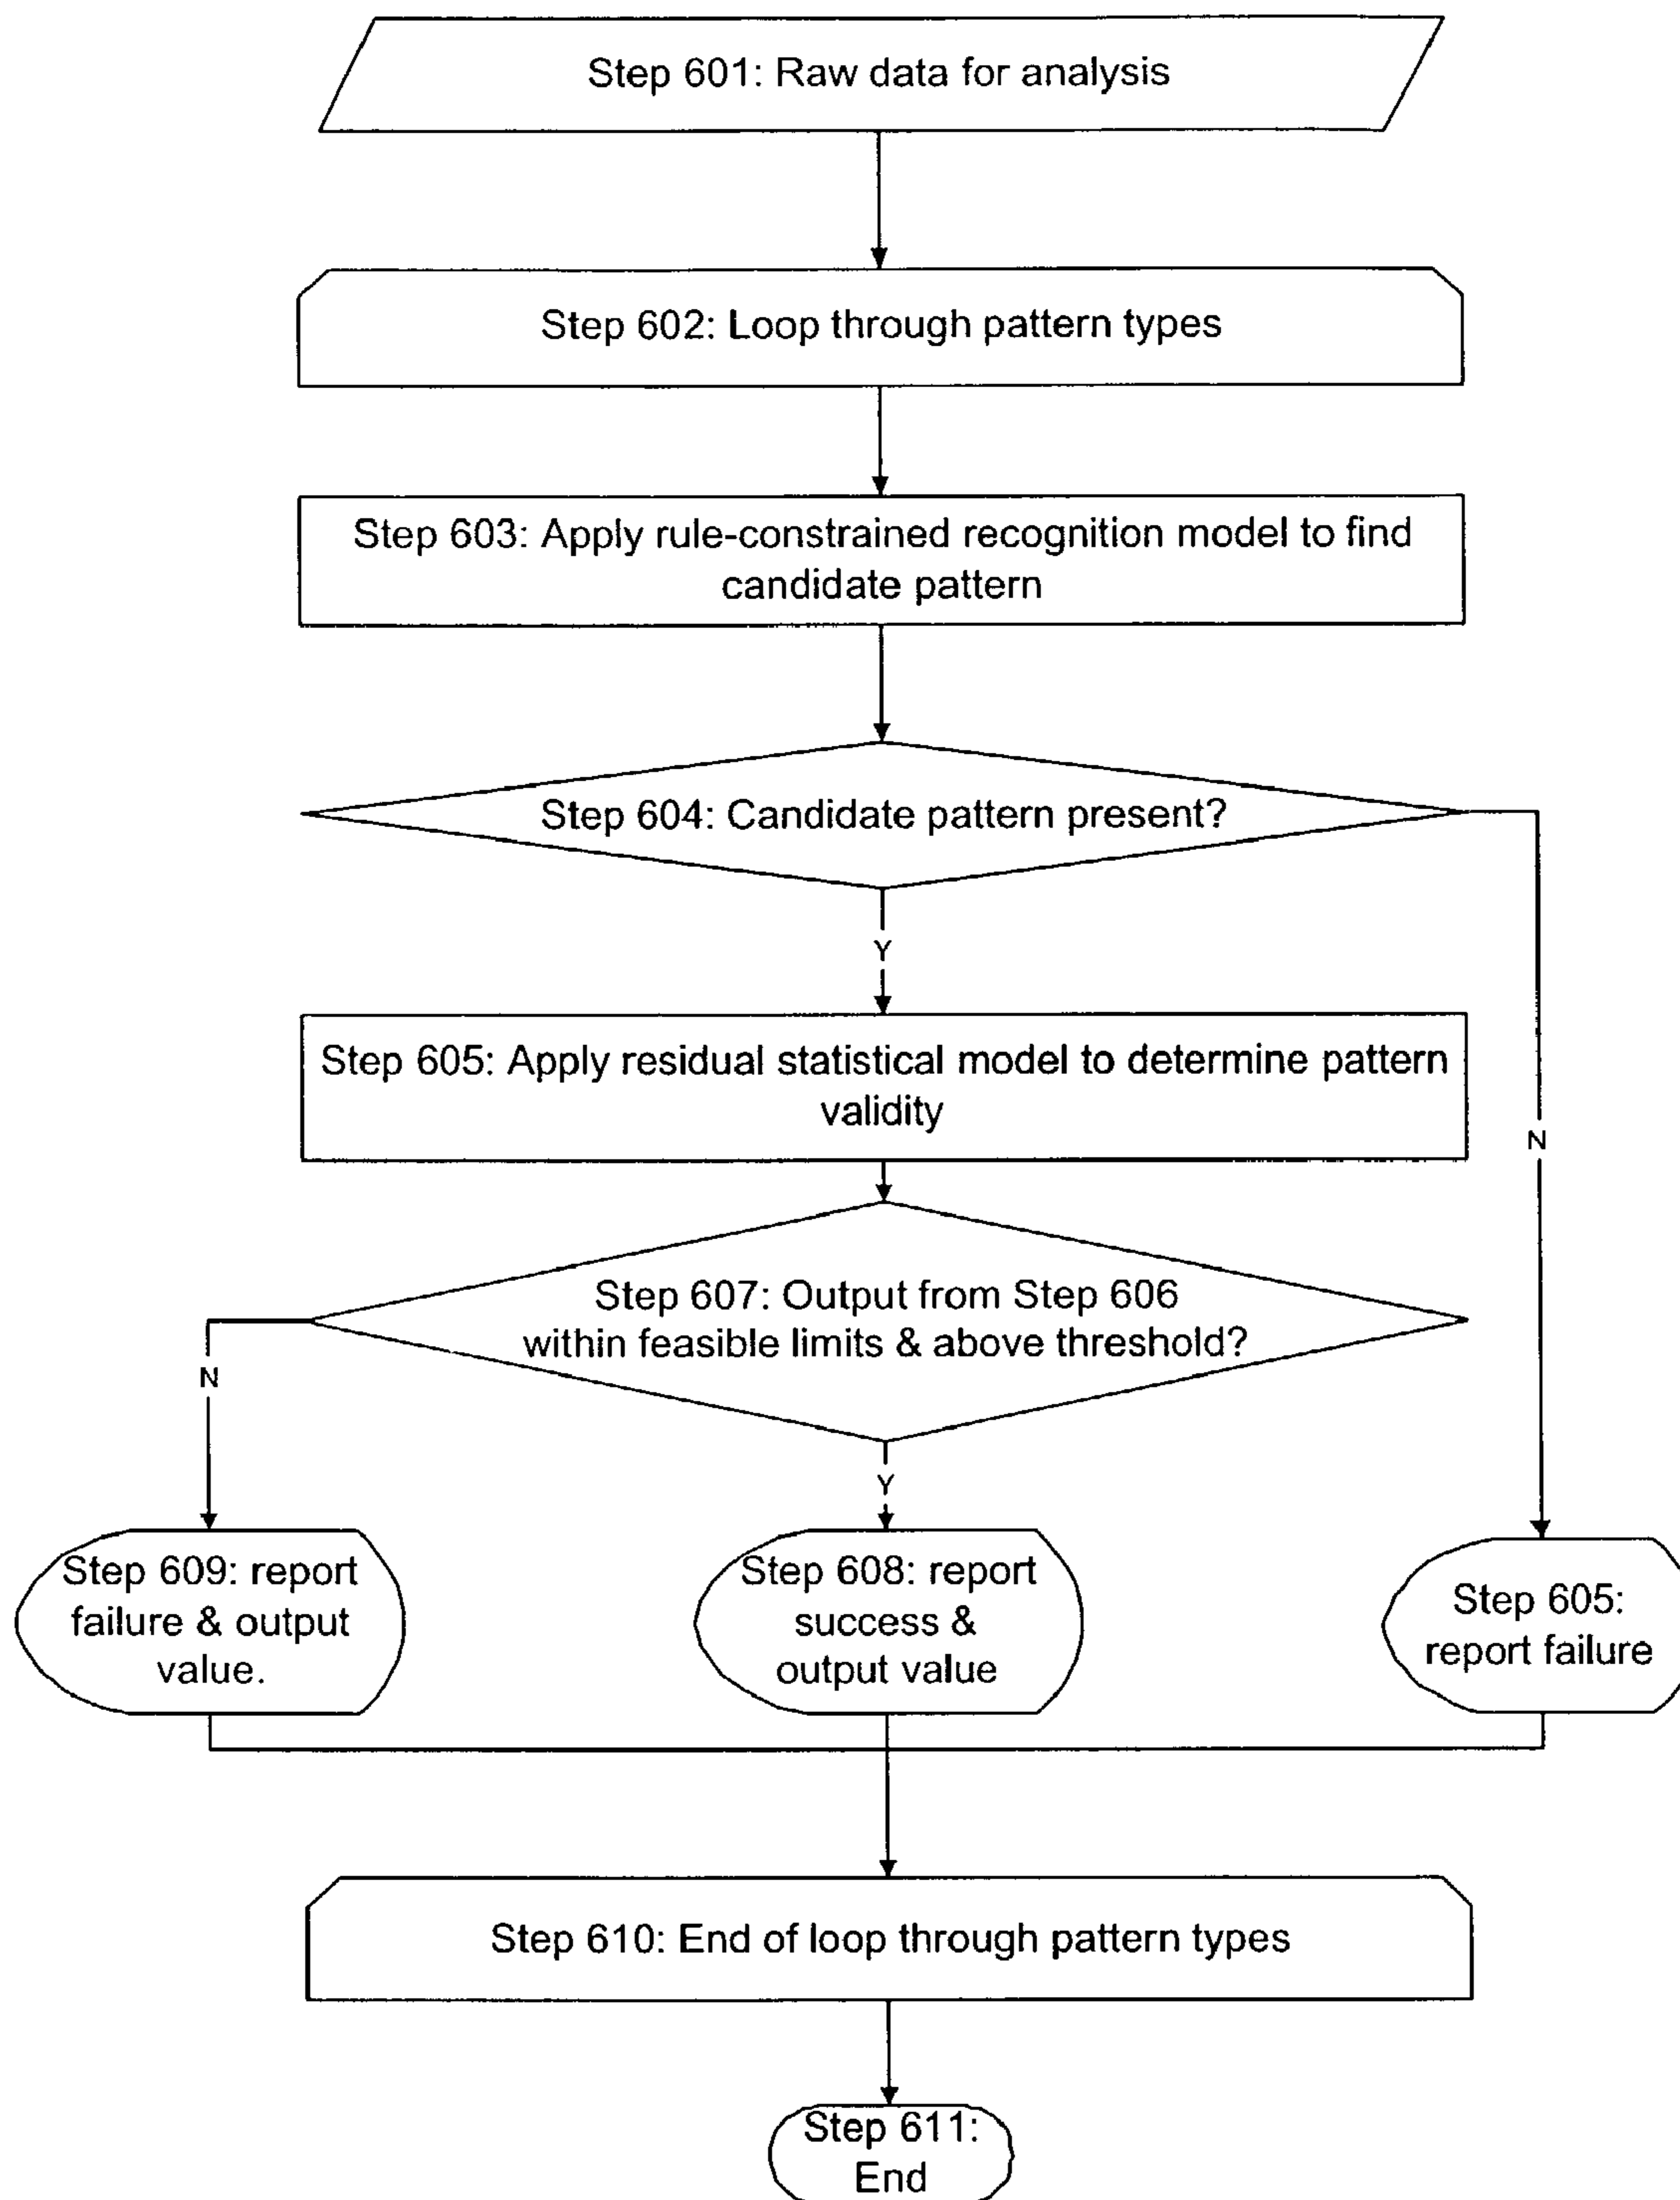 Step 601: Raw data for analysis
Step 602: Loop through pattern types
Step 603: Apply rule-constrained recognition model to find
candidate pattern
Step 604: Candidate pattern present?
Y
Step 605: Apply residual statistical model to determine pattern
validity
N
Step 607: Output from Step 606
within feasible limits & above threshold?
N
Y
Step 609: report
failure & output
value.
Step 608: report
success &
output value
Step 605:
report failure
Step 610: End of loop through pattern types
Step 611:
End